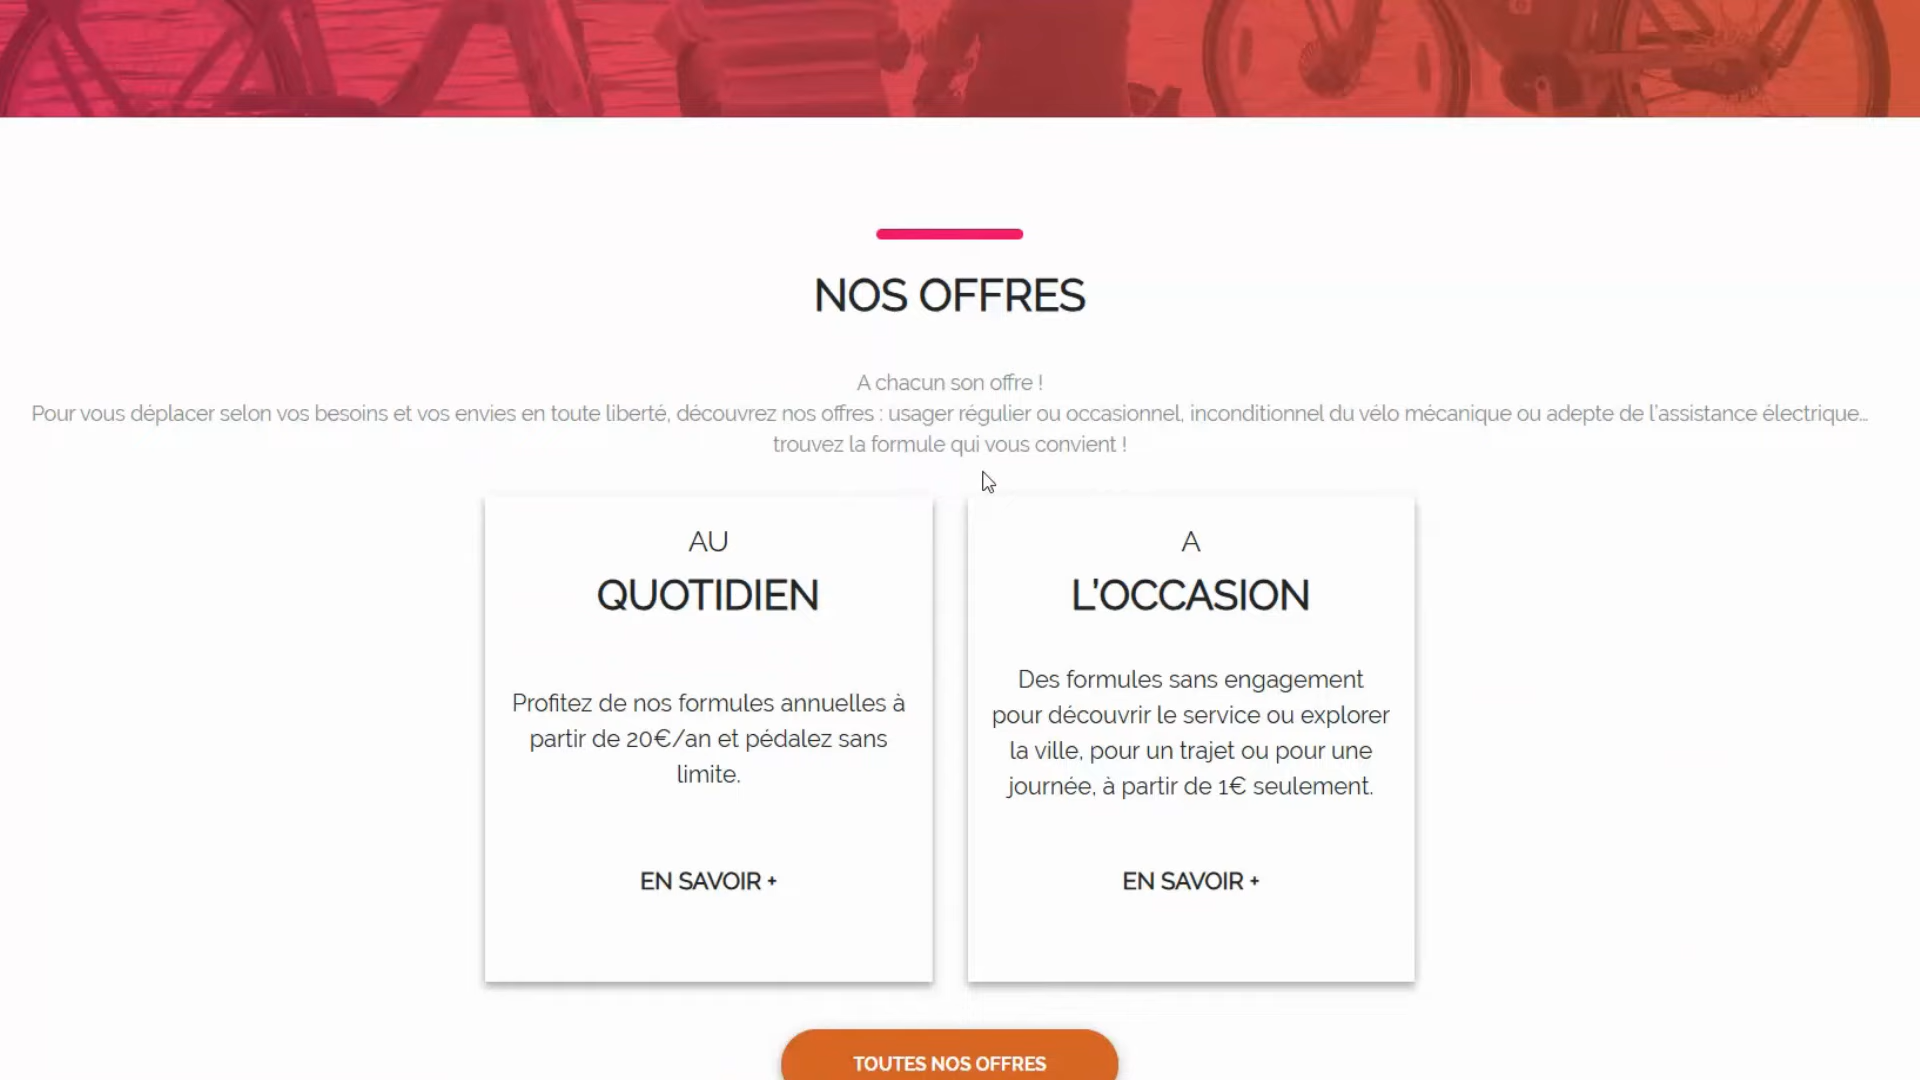 NOS OFFRES
A chacun son offre !
Pour vous déplacer selon vos besoins et vos envies en toute liberté, découvrez nos offres : usager régulier ou occasionnel, inconditionnel du vélo mécanique ou adepte de l'assistance électrique...
trouvez la formule qui vous convient !
AU
QUOTIDIEN
Profitez de nos formules annuelles à
partir de 20€/an et pédalez sans
limite.
EN SAVOIR +
A
L'OCCASION
Des formules sans engagement
pour découvrir le service ou explorer
la ville, pour un trajet ou pour une
journée, à partir de 1€ seulement.
EN SAVOIR +
TOUTES NOS OFFRES